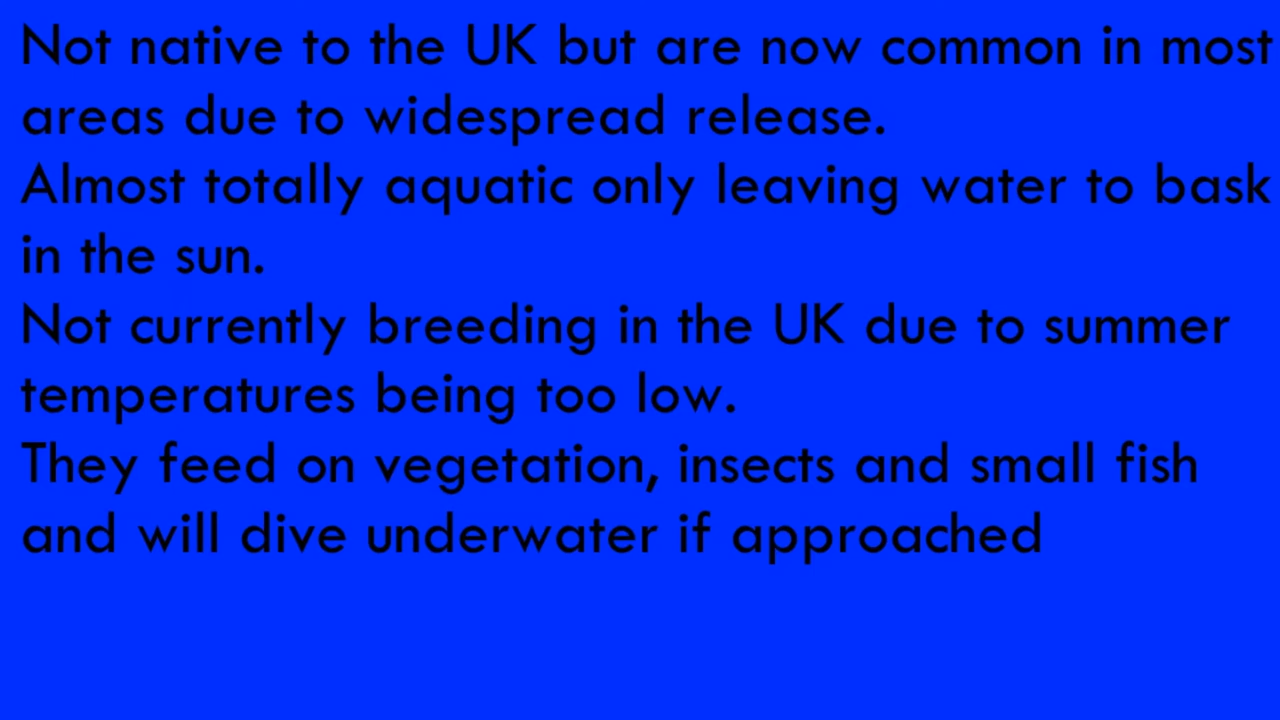 Not native to the UK but are now common in most
areas due to widespread release.
Almost totally aquatic only leaving water to bask
in the sun.
Not currently breeding in the UK due to summer
temperatures being too low.
They feed on vegetation, insects and small fish
and will dive underwater if approached